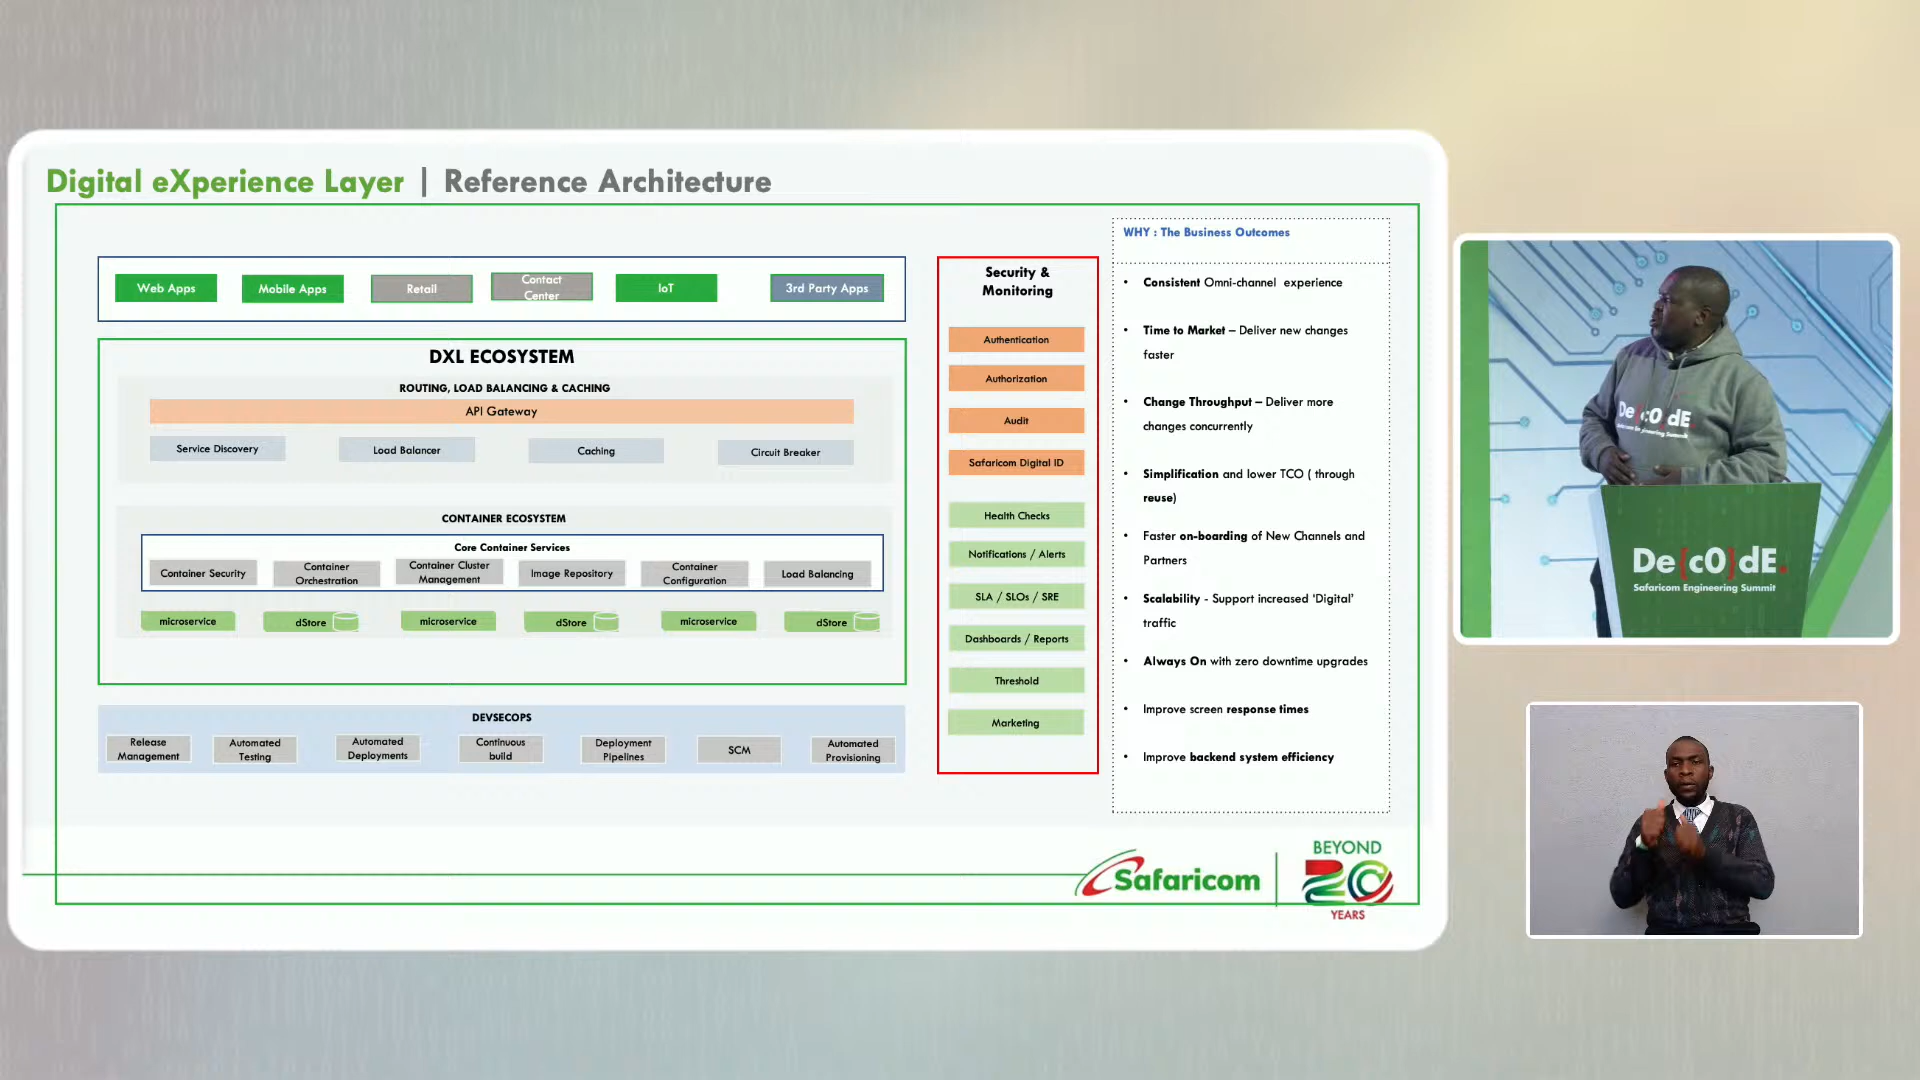 Digital eXperience Layer | Reference Architecture
Web Apps
Mobile Apps
Retail
Contact
Center
IoT
3rd Party Apps
DXL ECOSYSTEM
ROUTING, LOAD BALANCING & CACHING
API Gateway
Service Discovery
Load Balancer
Caching
Circuit Breaker
CONTAINER ECOSYSTEM
Core Container Services
Container Security
Container
Orchestration
Container Cluster
Management
Image Repository
Container
Configuration
Load Balancing
microservice
dStore
microservice
dStore
microservice
dStore
DEVSECOPS
Release
Management
Automated
Testing
Automated
Deployments
Continuous
build
Deployment
Pipelines
SCM
Automated
Provisioning
Security &
Monitoring
Authentication
Authorization
Audit
Safaricom Digital ID
Health Checks
Notifications / Alerts
SLA / SLOs / SRE
Dashboards / Reports
Threshold
Marketing
WHY : The Business Outcomes
• Consistent Omni-channel experience
• Time to Market – Deliver new changes
faster
• Change Throughput – Deliver more
changes concurrently
• Simplification and lower TCO ( through
reuse)
• Faster on-boarding of New Channels and
Partners
• Scalability - Support increased ‘Digital’
traffic
• Always On with zero downtime upgrades
• Improve screen response times
• Improve backend system efficiency
Safaricom
BEYOND
20
YEARS
De{c0}dE.
Safaricom Engineering Summit
De{c0}dE.
Safaricom Engineering Summit